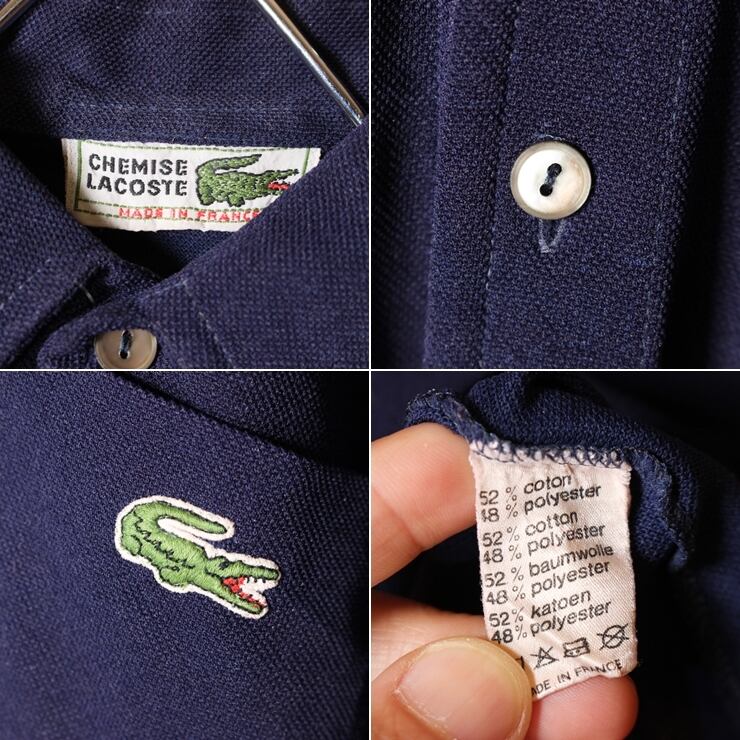 CHEMISE
LACOSTE
MADE IN FRANCE
52 % coton
48 % polyester
52 % cotton
48 % polyester
52 % baumwolle
48 % polyester
52 % katoen
48 % polyester
MADE IN FRANCE